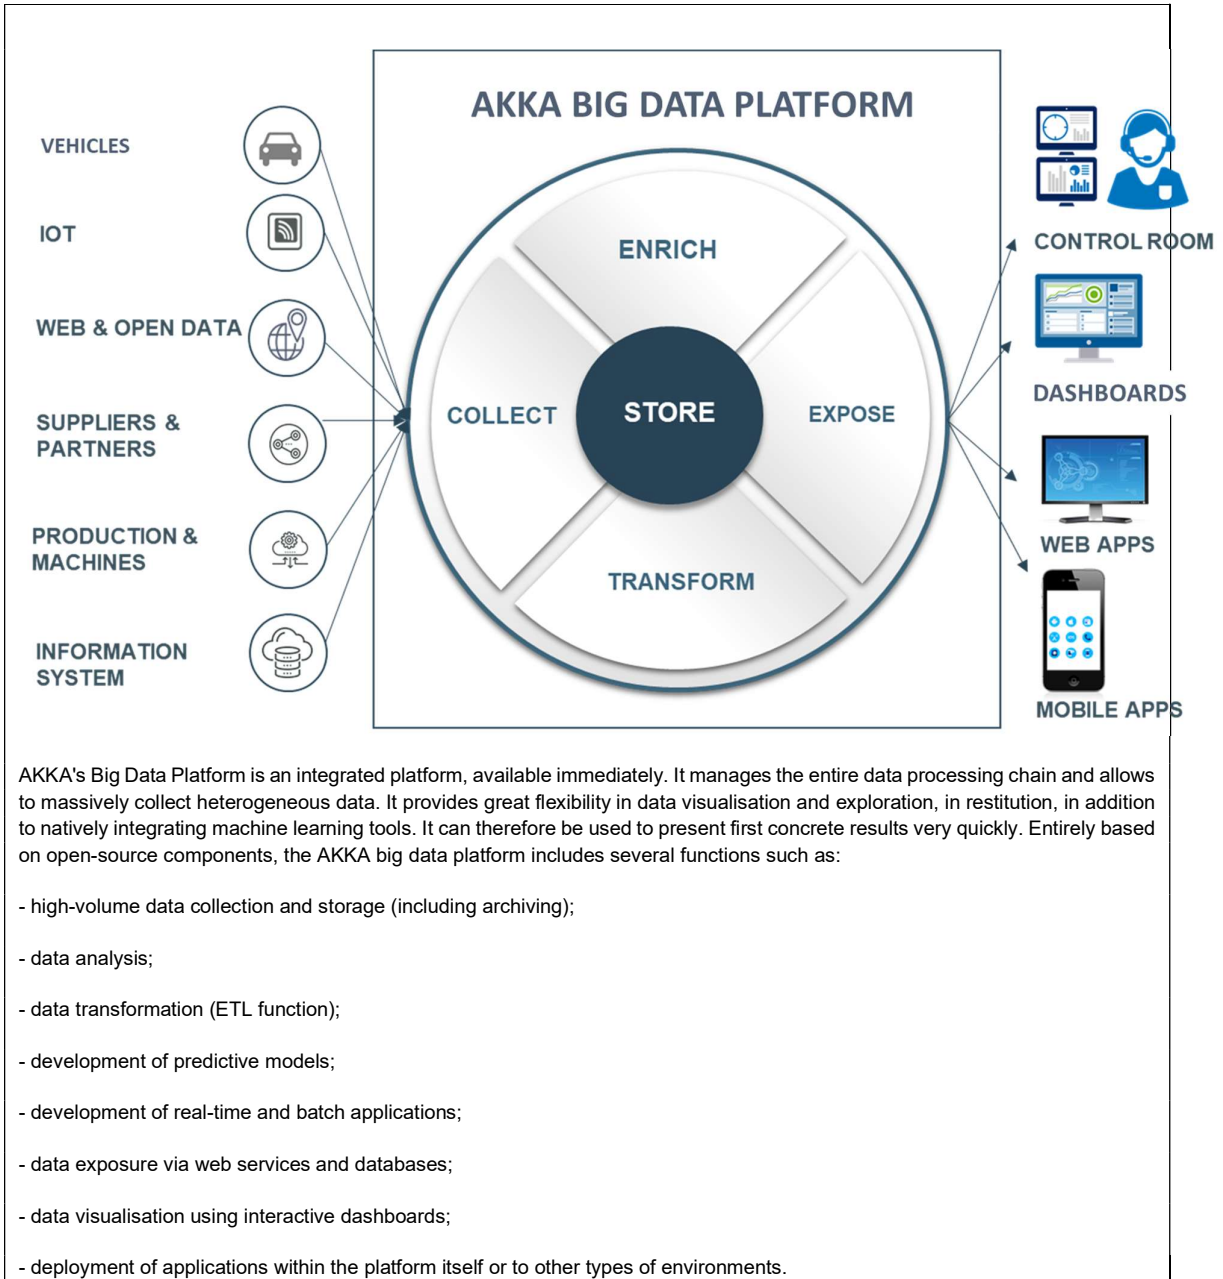 AKKA BIG DATA PLATFORM
VEHICLES
IOT
WEB & OPEN DATA
SUPPLIERS &
PARTNERS
PRODUCTION &
MACHINES
INFORMATION
SYSTEM
ENRICH
COLLECT
STORE
EXPOSE
TRANSFORM
CONTROL ROOM
DASHBOARDS
WEB APPS
MOBILE APPS
AKKA's Big Data Platform is an integrated platform, available immediately. It manages the entire data processing chain and allows
to massively collect heterogeneous data. It provides great flexibility in data visualisation and exploration, in restitution, in addition
to natively integrating machine learning tools. It can therefore be used to present first concrete results very quickly. Entirely based
on open-source components, the AKKA big data platform includes several functions such as:
- high-volume data collection and storage (including archiving);
- data analysis;
- data transformation (ETL function);
- development of predictive models;
- development of real-time and batch applications;
- data exposure via web services and databases;
- data visualisation using interactive dashboards;
- deployment of applications within the platform itself or to other types of environments.